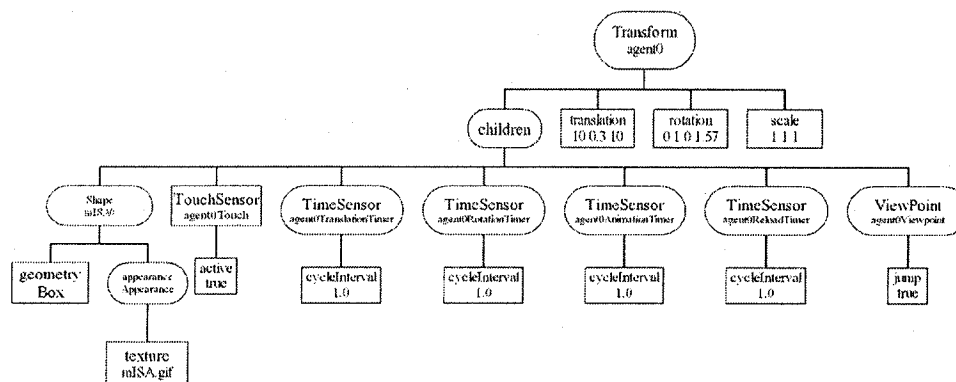 Transform
agent0
children
translation
10 0.3 10
rotation
0 1 0 1.57
scale
1 1 1
Shape
TouchSensor
agent0Touch
TimeSensor
agent0TranslationTimer
TimeSensor
agent0RotationTimer
TimeSensor
agent0AnimationTimer
TimeSensor
agent0ReloadTimer
ViewPoint
agent0Viewpoint
geometry
Box
appearance
Appearance
active
true
cycleInterval
1.0
cycleInterval
1.0
cycleInterval
1.0
cycleInterval
1.0
jump
true
texture
mISA.gif